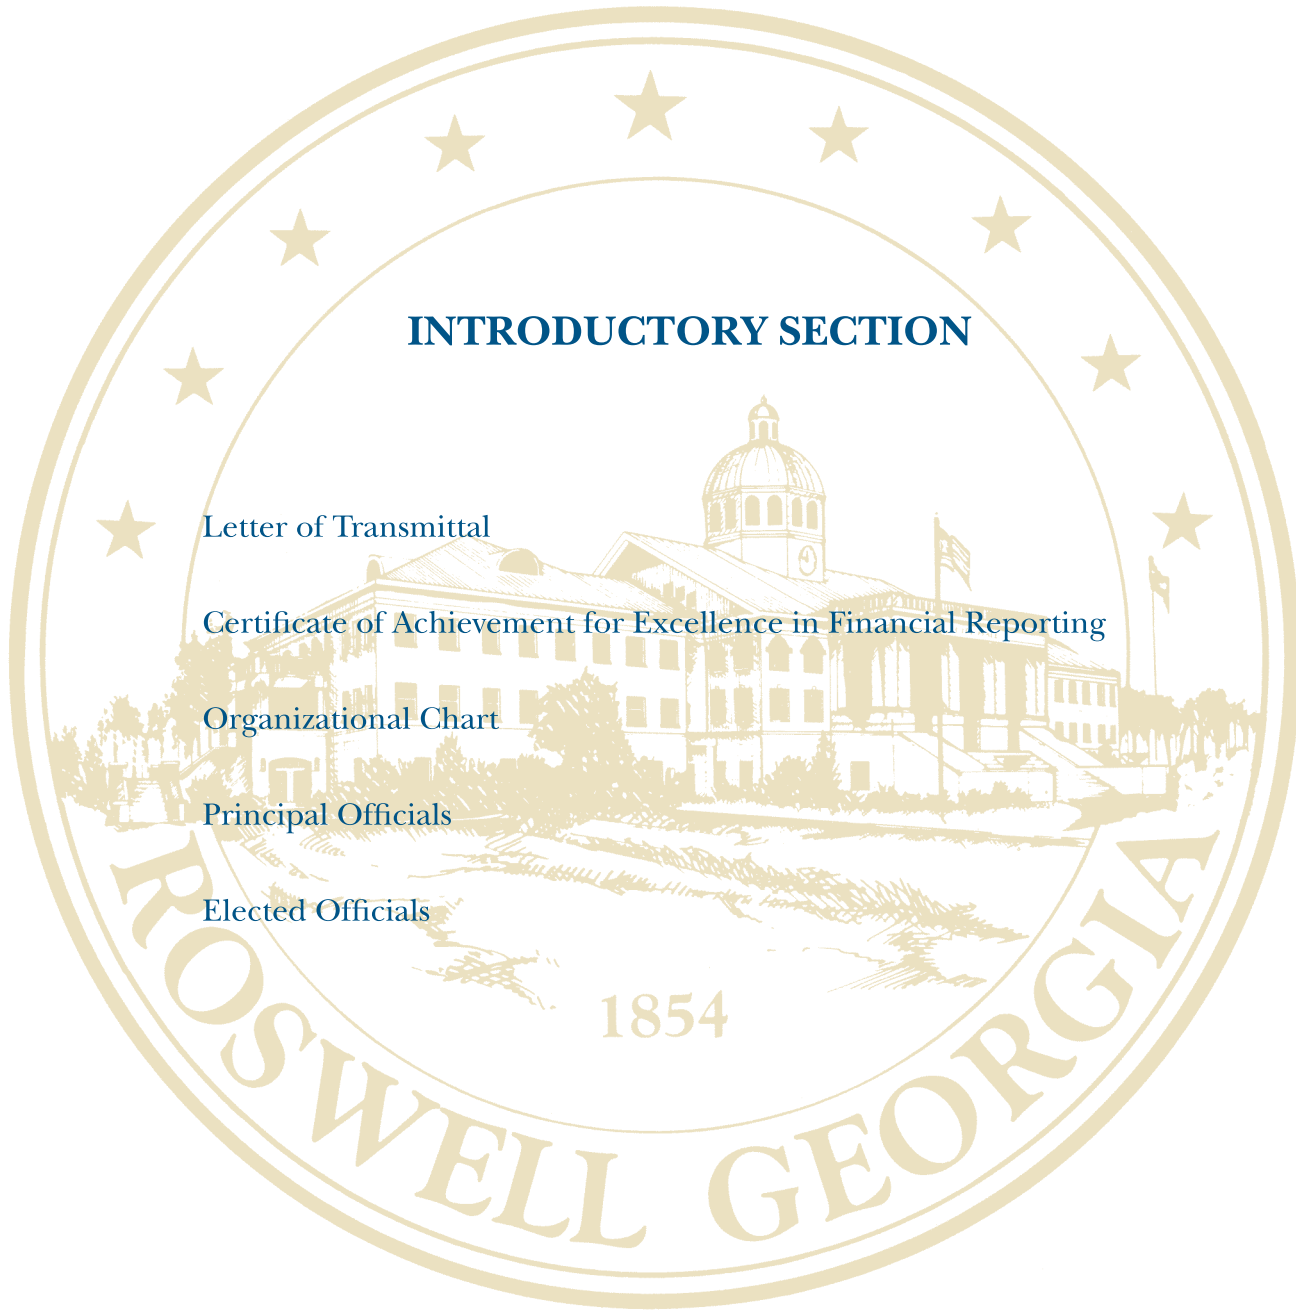 INTRODUCTORY SECTION
Letter of Transmittal
Certificate of Achievement for Excellence in Financial Reporting
Organizational Chart
Principal Officials
Elected Officials
1854
ROSWELL GEORGIA